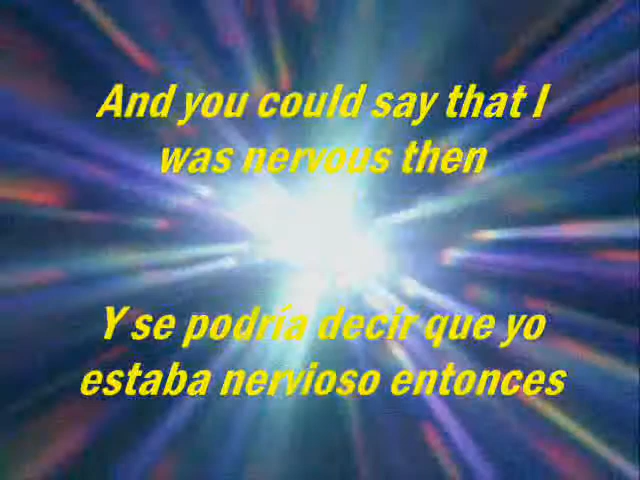 And you could say that I
was nervous then
Y se podría decir que yo
estaba nervioso entonces